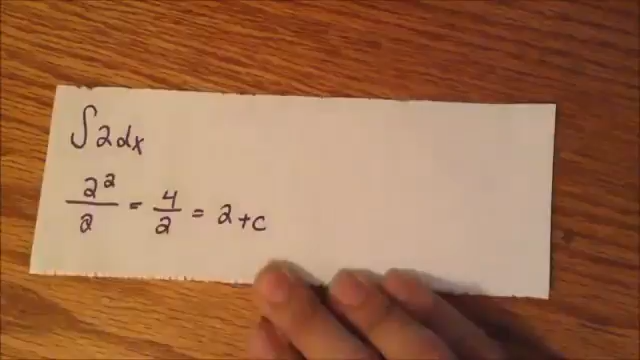 ∫2dx
2²/2 = 4/2 = 2+c